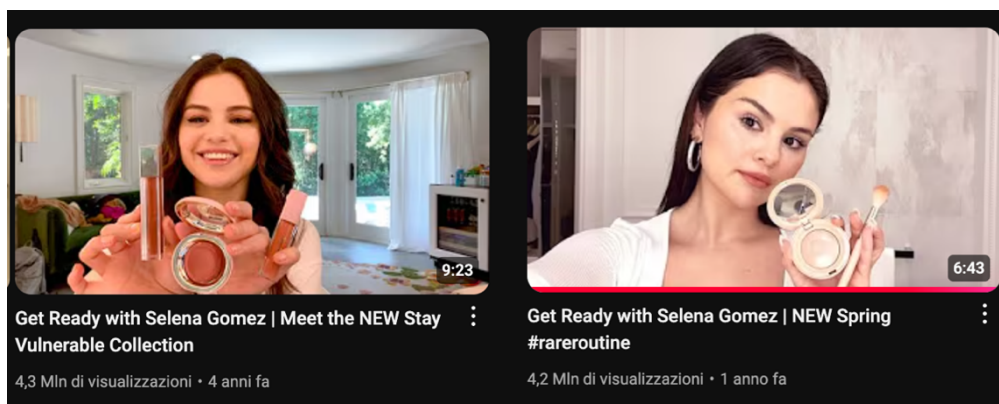 9:23
Get Ready with Selena Gomez | Meet the NEW Stay
Vulnerable Collection
4,3 Mln di visualizzazioni • 4 anni fa
6:43
Get Ready with Selena Gomez | NEW Spring
#rareroutine
4,2 Mln di visualizzazioni • 1 anno fa